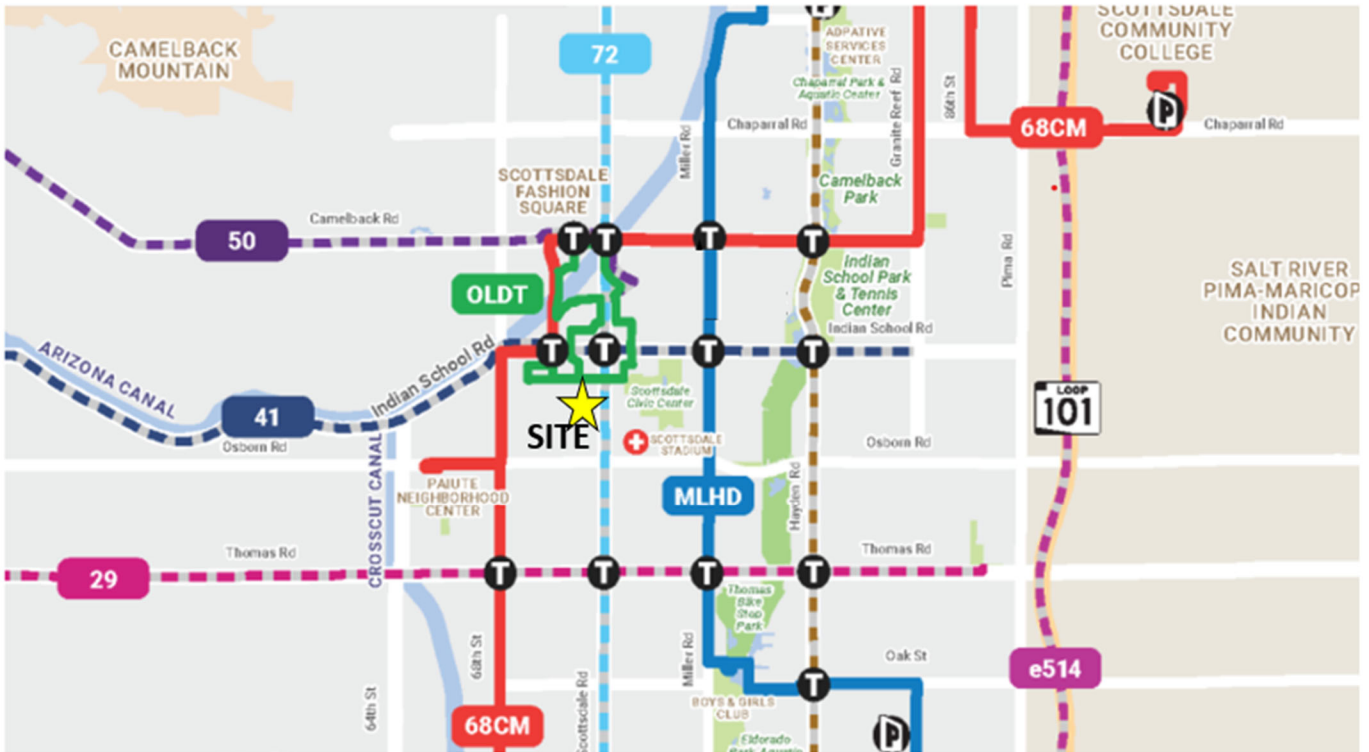 CAMELBACK
MOUNTAIN
72
P
ADPATIVE
SERVICES
CENTER
Chaparral Park &
Aquatic Center
Granite Reef Rd
86th St
SCOTTSDALE
COMMUNITY
COLLEGE
P
68CM
Chaparral Rd
Chaparral Rd
Miller Rd
SCOTTSDALE
FASHION
SQUARE
Camelback
Park
Camelback Rd
50
T
T
T
T
Pima Rd
OLDT
Indian
School Park
& Tennis
Center
Indian School Rd
SALT RIVER
PIMA-MARICOP
INDIAN
COMMUNITY
ARIZONA CANAL
Indian School Rd
T
T
T
T
41
Osborn Rd
SITE
Scottsdale
Civic Center
SCOTTSDALE
STADIUM
Osborn Rd
LOOP
101
CROSSCUT CANAL
PAIUTE
NEIGHBORHOOD
CENTER
MLHD
Hayden Rd
Thomas Rd
Thomas Rd
29
T
T
T
T
Thomas
Bike
Stop
Park
68th St
Miller Rd
Oak St
e514
64th St
Scottsdale Rd
T
BOYS & GIRLS
CLUB
68CM
P
Eldorado
Park Aquatic